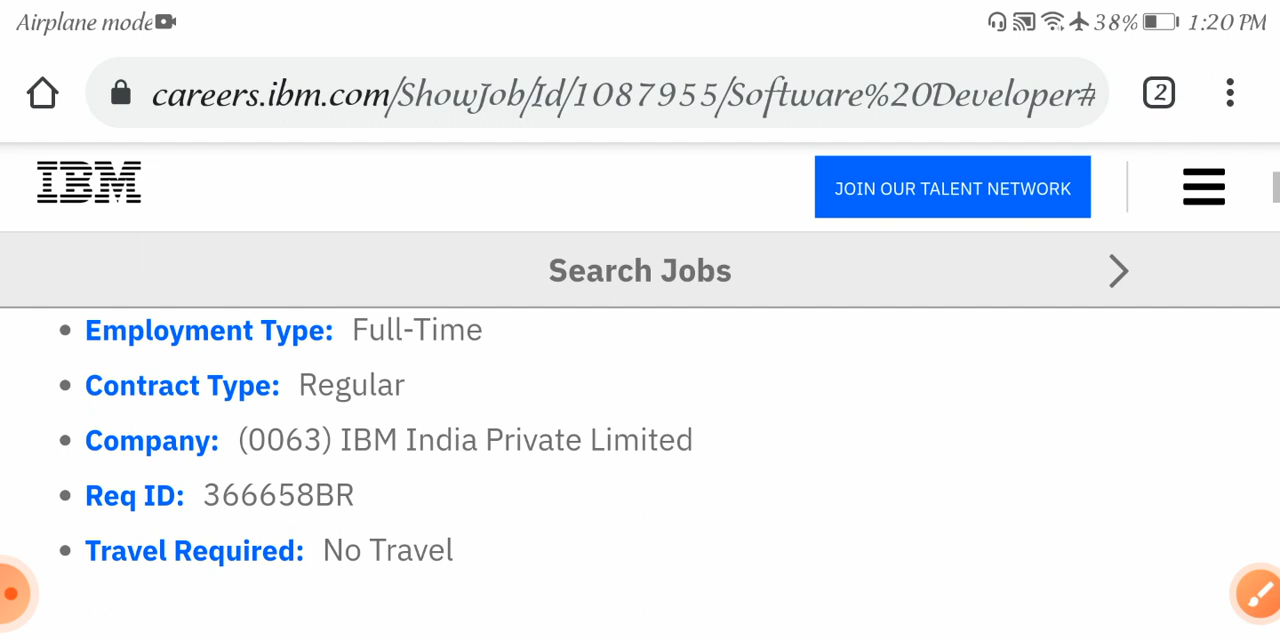 Airplane mode 38% 1:20 PM
careers.ibm.com/ShowJob/Id/1087955/Software%20Developer# 2
IBM JOIN OUR TALENT NETWORK
Search Jobs
• Employment Type: Full-Time
• Contract Type: Regular
• Company: (0063) IBM India Private Limited
• Req ID: 366658BR
• Travel Required: No Travel